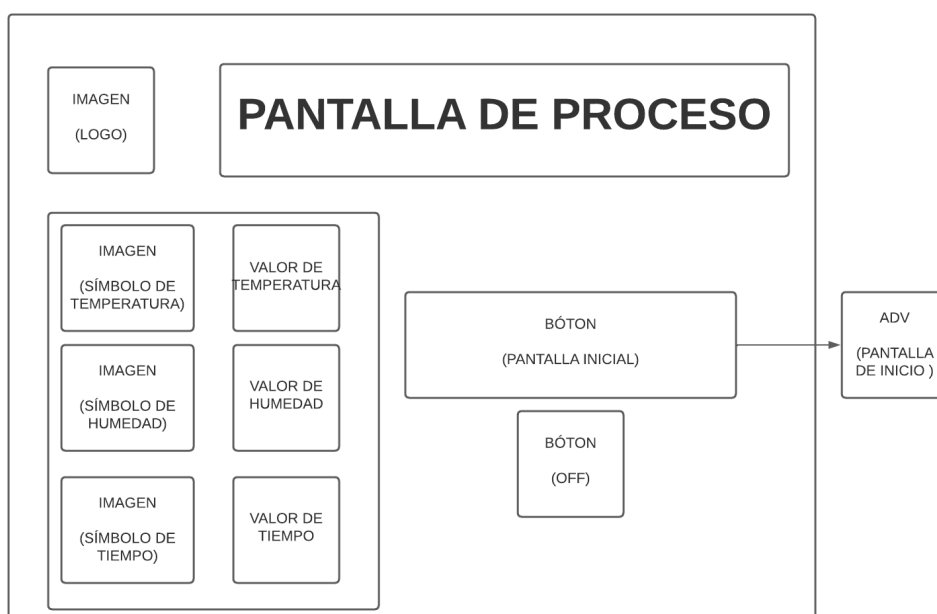 IMAGEN
(LOGO)
PANTALLA DE PROCESO
IMAGEN
(SÍMBOLO DE
TEMPERATURA)
VALOR DE
TEMPERATURA
IMAGEN
(SÍMBOLO DE
HUMEDAD)
VALOR DE
HUMEDAD
IMAGEN
(SÍMBOLO DE
TIEMPO)
VALOR DE
TIEMPO
BÓTON
(PANTALLA INICIAL)
BÓTON
(OFF)
ADV
(PANTALLA
DE INICIO )